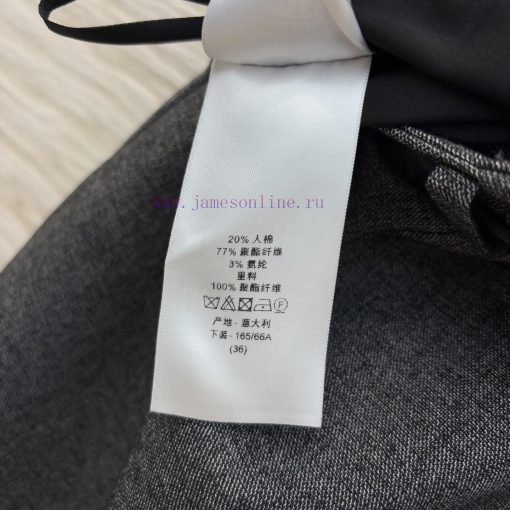 www.jamesonline.ru
20% 人棉
77% 聚酯纤维
3% 氨纶
里料
100% 聚酯纤维
产地 - 意大利
下装 - 165/66A
(36)